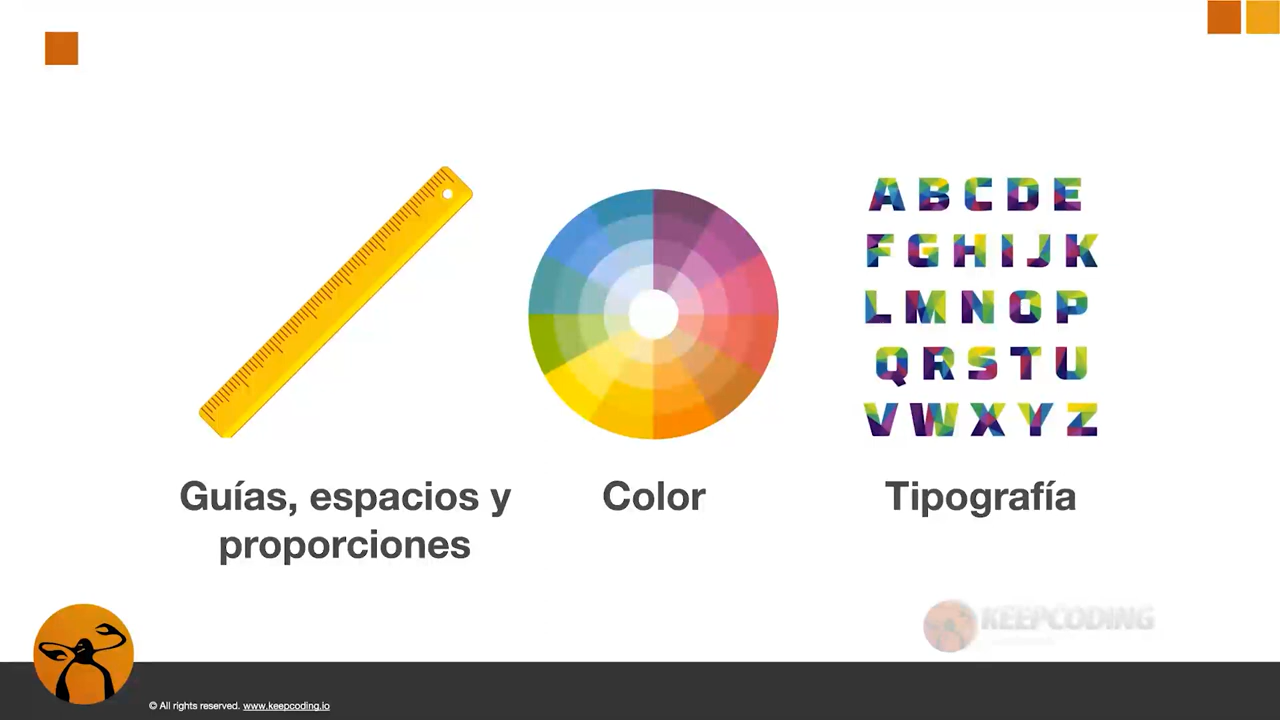 A B C D E
F G H I J K
L M N O P
Q R S T U
V W X Y Z
Guías, espacios y
proporciones
Color
Tipografía
KEEPCODING
© All rights reserved. www.keepcoding.io